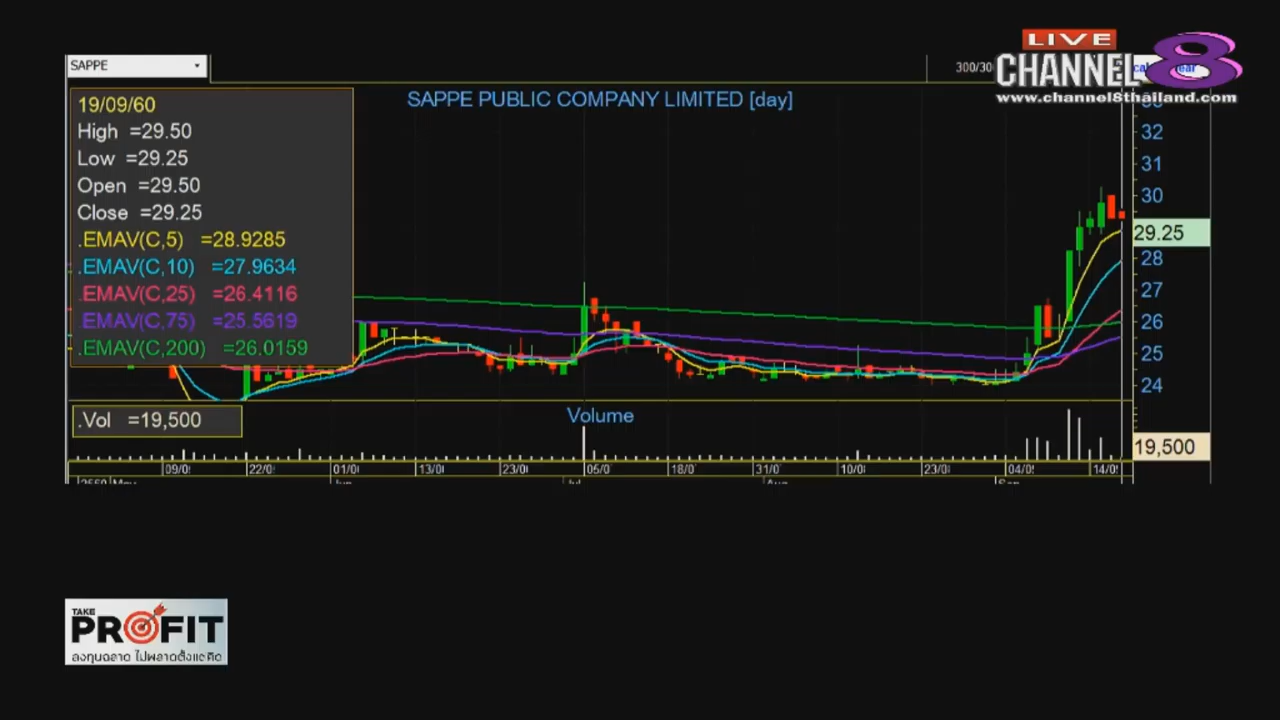 LIVE
CHANNEL 8
www.channel8thailand.com
SAPPE
300/30
SAPPE PUBLIC COMPANY LIMITED [day]
19/09/60
High =29.50
Low =29.25
Open =29.50
Close =29.25
.EMAV(C,5) =28.9285
.EMAV(C,10) =27.9634
.EMAV(C,25) =26.4116
.EMAV(C,75) =25.5619
.EMAV(C,200) =26.0159
32
31
30
29.25
28
27
26
25
24
.Vol =19,500
Volume
19,500
09/0 22/0 01/0 13/0 23/0 05/0 18/0 31/0 10/0 23/0 04/0 14/0
TAKE
PROFIT
ลงทุนฉลาด ไม่พลาดตั้งแต่คิด